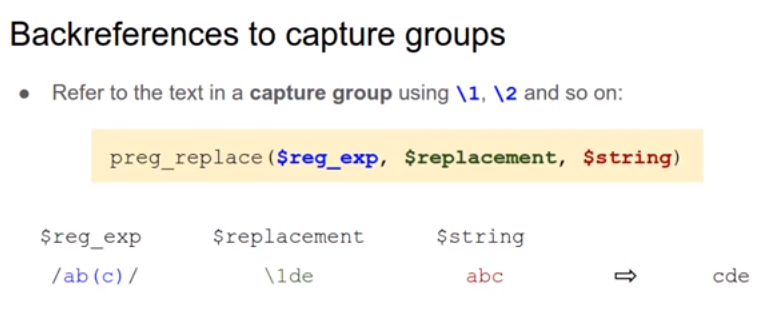 Backreferences to capture groups
● Refer to the text in a capture group using \1, \2 and so on:
preg_replace($reg_exp, $replacement, $string)
$reg_exp $replacement $string
/ab(c)/ \1de abc ⇨ cde